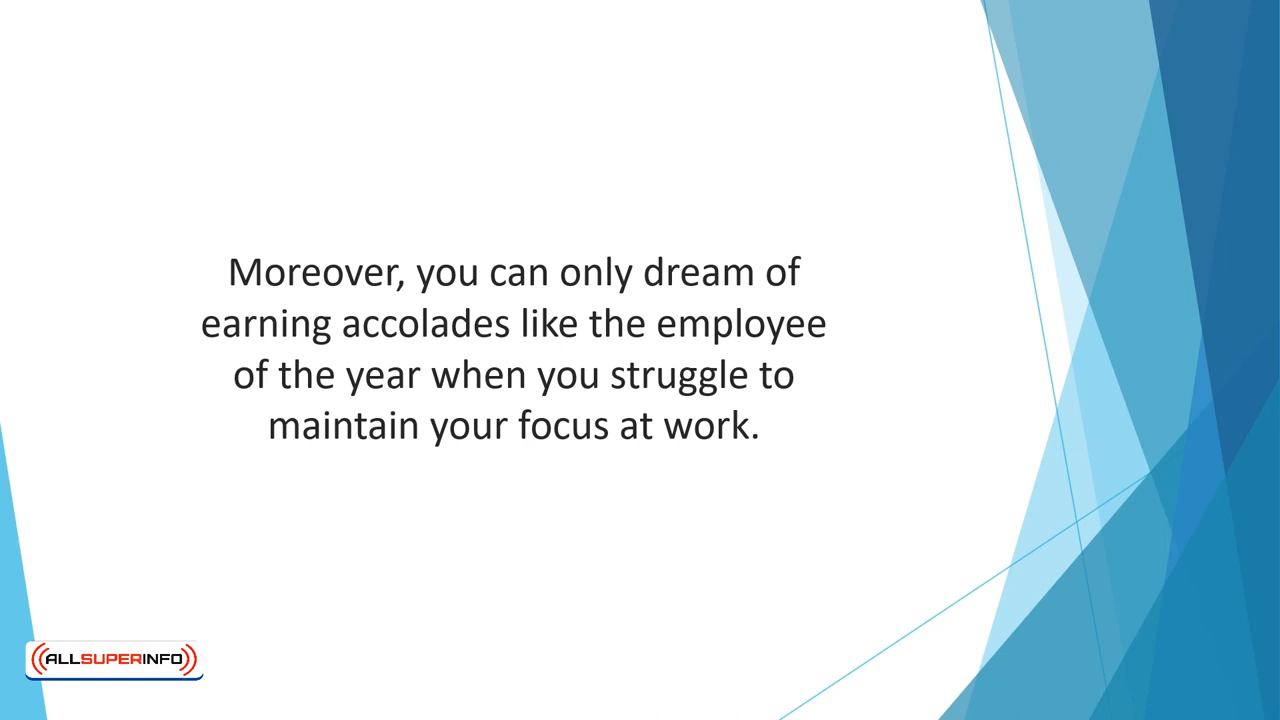 Moreover, you can only dream of
earning accolades like the employee
of the year when you struggle to
maintain your focus at work.
((ALLSUPERINFO))